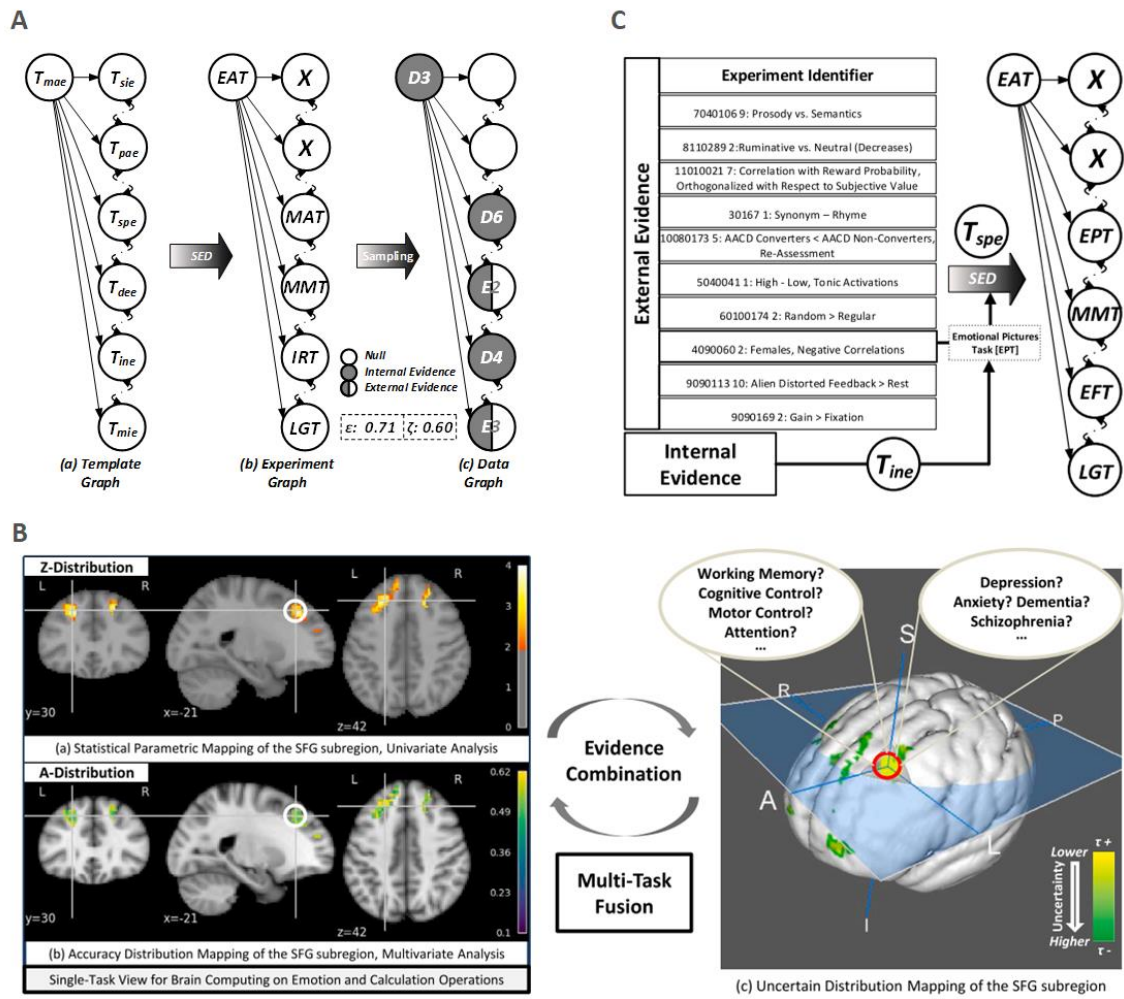 A
T mae
T sie
T pae
T spe
T dee
T ine
T mie
(a) Template
Graph
SED
EAT
X
X
MAT
MMT
IRT
LGT
(b) Experiment
Graph
Sampling
Null
Internal Evidence
External Evidence
ε: 0.71 ζ: 0.60
D3
D6
E2
D4
E3
(c) Data
Graph
C
External Evidence
Experiment Identifier
7040106 9: Prosody vs. Semantics
8110289 2:Ruminative vs. Neutral (Decreases)
11010021 7: Correlation with Reward Probability,
Orthogonalized with Respect to Subjective Value
30167 1: Synonym – Rhyme
10080173 5: AACD Converters < AACD Non-Converters,
Re-Assessment
5040041 1: High - Low, Tonic Activations
60100174 2: Random > Regular
4090060 2: Females, Negative Correlations
9090113 10: Alien Distorted Feedback > Rest
9090169 2: Gain > Fixation
Internal
Evidence
T ine
T spe
SED
Emotional Pictures
Task [EPT]
EAT
X
X
EPT
MMT
EFT
LGT
B
Z-Distribution
L R
L R
4
3
2
1
0
y=30
x=-21
z=42
(a) Statistical Parametric Mapping of the SFG subregion, Univariate Analysis
A-Distribution
L R
L R
0.62
0.49
0.36
0.23
0.1
y=30
x=-21
z=42
(b) Accuracy Distribution Mapping of the SFG subregion, Multivariate Analysis
Single-Task View for Brain Computing on Emotion and Calculation Operations
Evidence
Combination
Multi-Task
Fusion
Working Memory?
Cognitive Control?
Motor Control?
Attention?
...
Depression?
Anxiety? Dementia?
Schizophrenia?
...
S
R
P
A
L
I
Lower
Uncertainty
Higher
τ +
τ -
(c) Uncertain Distribution Mapping of the SFG subregion